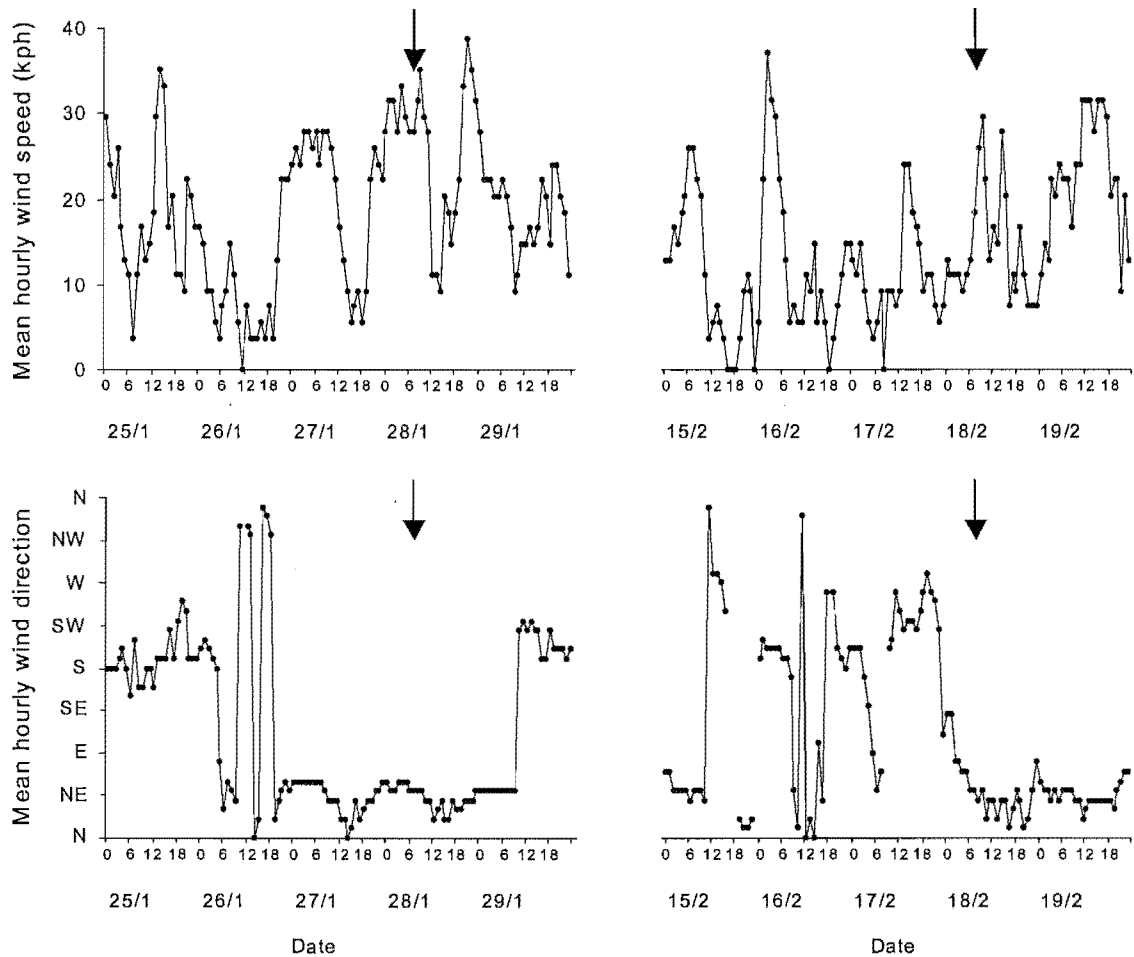 Mean hourly wind speed (kph)
40
30
20
10
0
0 6 12 18 0 6 12 18 0 6 12 18 0 6 12 18 0 6 12 18
25/1 26/1 27/1 28/1 29/1
0 6 12 18 0 6 12 18 0 6 12 18 0 6 12 18 0 6 12 18
15/2 16/2 17/2 18/2 19/2
Mean hourly wind direction
N
NW
W
SW
S
SE
E
NE
N
0 6 12 18 0 6 12 18 0 6 12 18 0 6 12 18 0 6 12 18
25/1 26/1 27/1 28/1 29/1
Date
0 6 12 18 0 6 12 18 0 6 12 18 0 6 12 18 0 6 12 18
15/2 16/2 17/2 18/2 19/2
Date